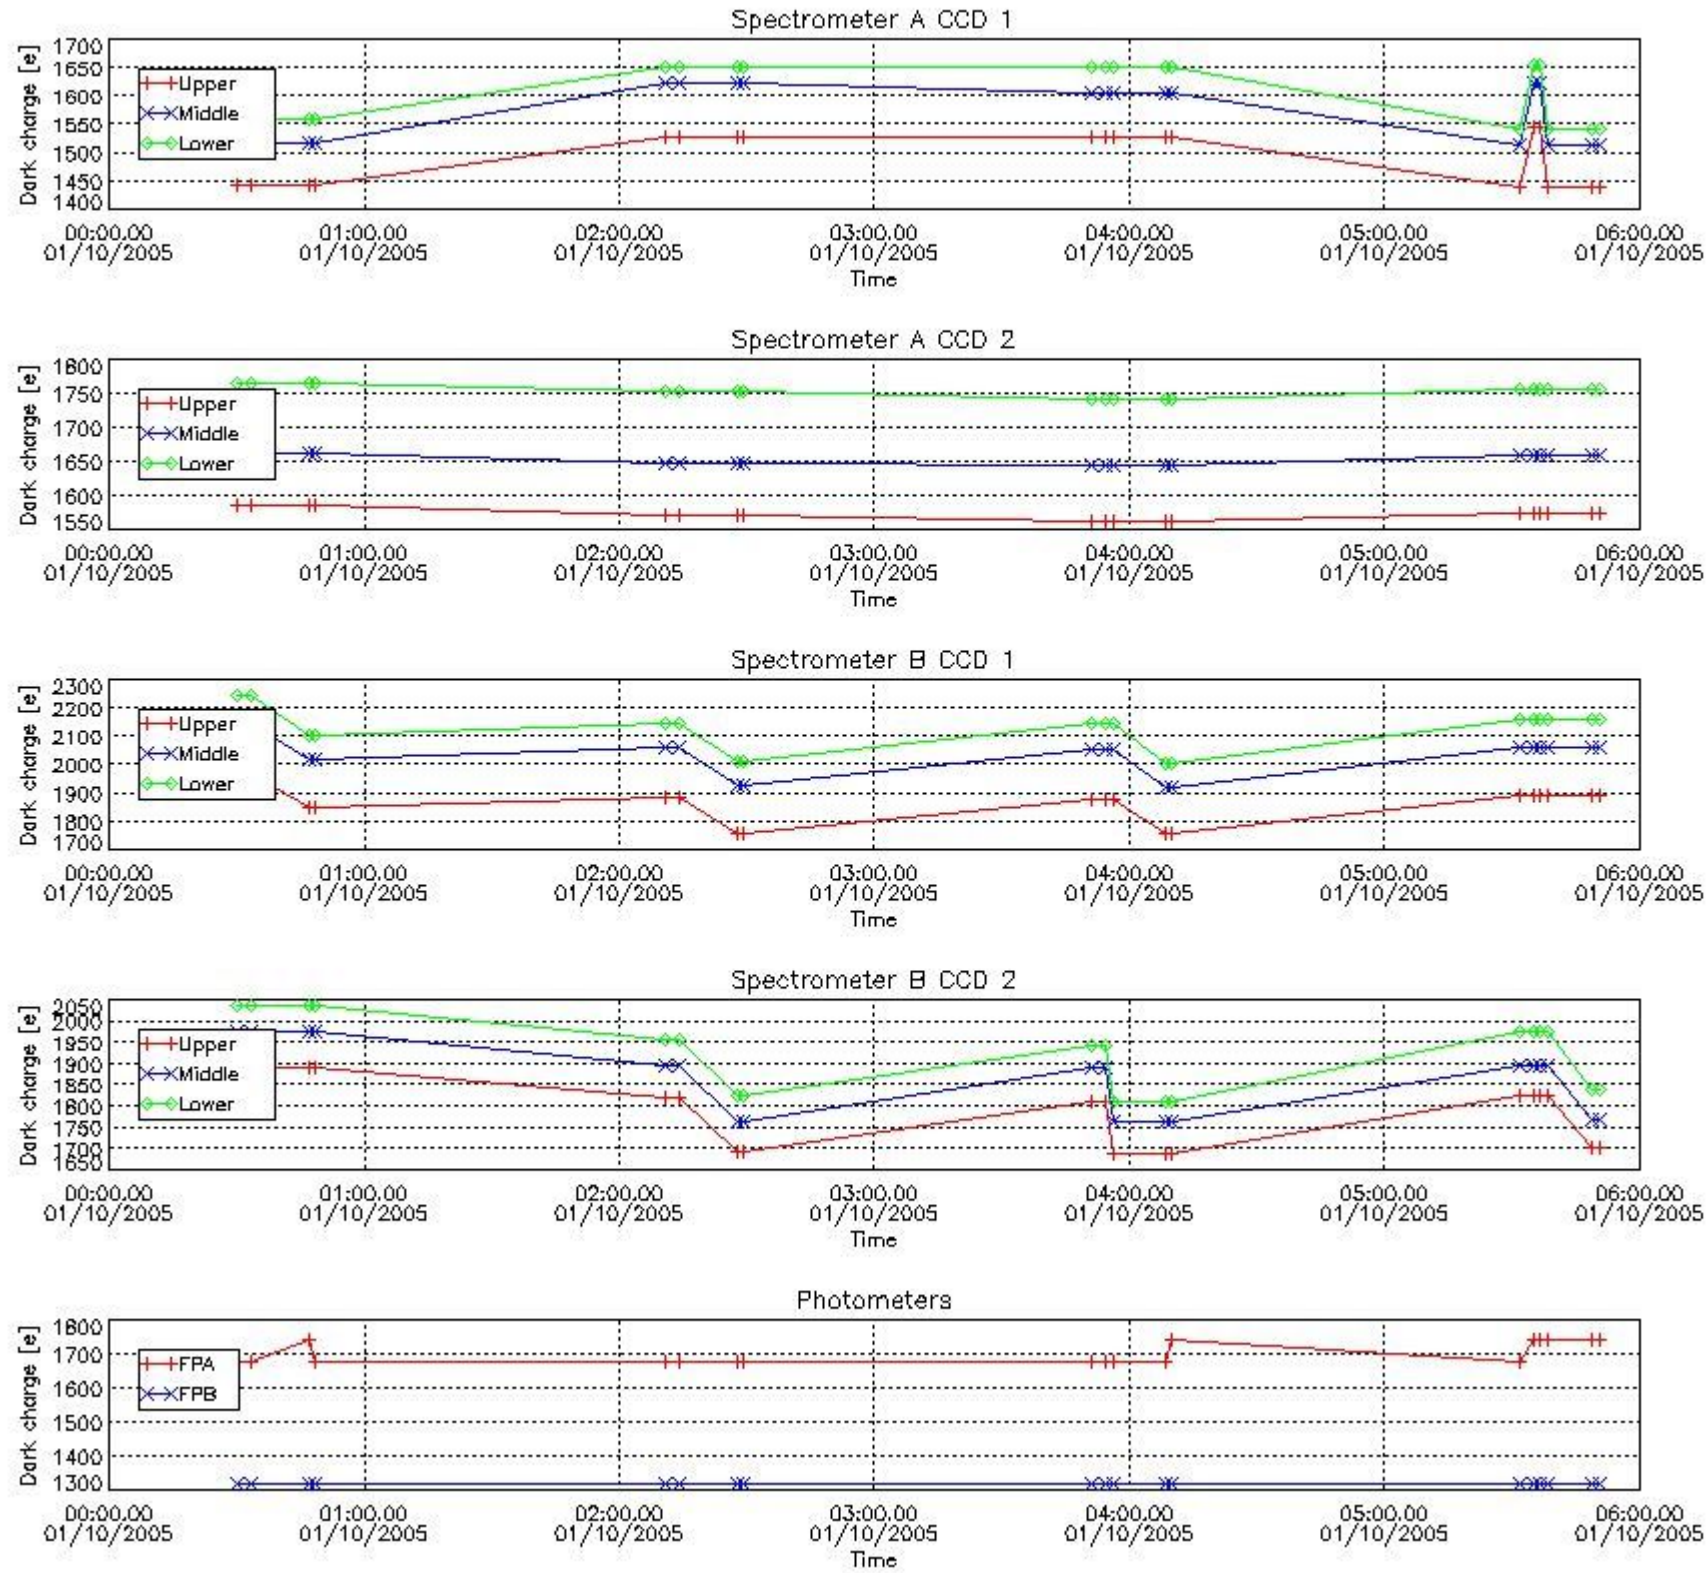 Spectrometer A CCD 1
Dark charge [e]
1700
1650
1600
1550
1500
1450
1400
Upper
Middle
Lower
00:00.00 01:00.00 02:00.00 03:00.00 04:00.00 05:00.00 06:00.00
01/10/2005 01/10/2005 01/10/2005 01/10/2005 01/10/2005 01/10/2005 01/10/2005
Time
Spectrometer A CCD 2
Dark charge [e]
1800
1750
1700
1650
1600
1550
Upper
Middle
Lower
00:00.00 01:00.00 02:00.00 03:00.00 04:00.00 05:00.00 06:00.00
01/10/2005 01/10/2005 01/10/2005 01/10/2005 01/10/2005 01/10/2005 01/10/2005
Time
Spectrometer B CCD 1
Dark charge [e]
2300
2200
2100
2000
1900
1800
1700
Upper
Middle
Lower
00:00.00 01:00.00 02:00.00 03:00.00 04:00.00 05:00.00 06:00.00
01/10/2005 01/10/2005 01/10/2005 01/10/2005 01/10/2005 01/10/2005 01/10/2005
Time
Spectrometer B CCD 2
Dark charge [e]
2050
2000
1950
1900
1850
1800
1750
1700
1650
Upper
Middle
Lower
00:00.00 01:00.00 02:00.00 03:00.00 04:00.00 05:00.00 06:00.00
01/10/2005 01/10/2005 01/10/2005 01/10/2005 01/10/2005 01/10/2005 01/10/2005
Time
Photometers
Dark charge [e]
1800
1700
1600
1500
1400
1300
FPA
FPB
00:00.00 01:00.00 02:00.00 03:00.00 04:00.00 05:00.00 06:00.00
01/10/2005 01/10/2005 01/10/2005 01/10/2005 01/10/2005 01/10/2005 01/10/2005
Time